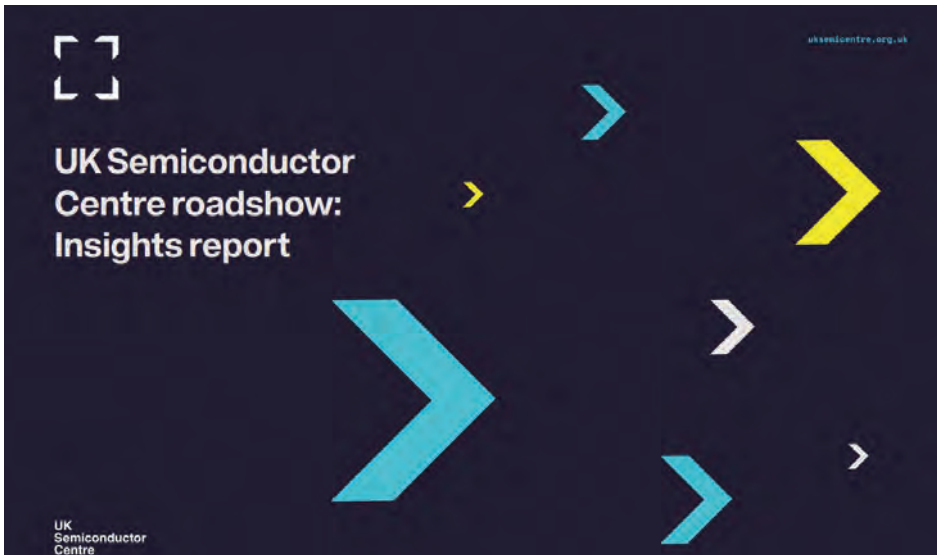 uksemicentre.org.uk
UK Semiconductor
Centre roadshow:
Insights report
UK
Semiconductor
Centre